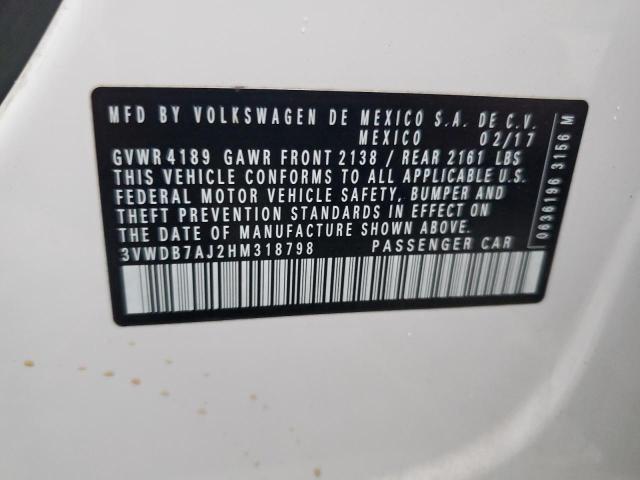 MFD BY VOLKSWAGEN DE MEXICO S.A. DE C.V.
MEXICO 02/17
GVWR 4189 GAWR FRONT 2138 / REAR 2161 LBS
THIS VEHICLE CONFORMS TO ALL APPLICABLE U.S.
FEDERAL MOTOR VEHICLE SAFETY, BUMPER AND
THEFT PREVENTION STANDARDS IN EFFECT ON
THE DATE OF MANUFACTURE SHOWN ABOVE
3VWDB7AJ2HM318798 PASSENGER CAR
0636196 3156 M